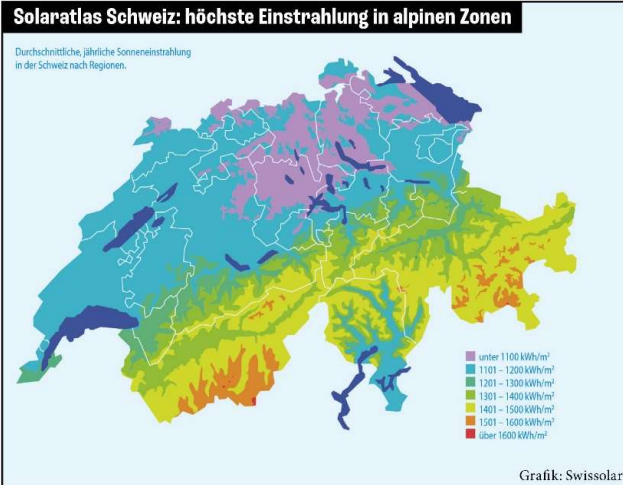 Solaratlas Schweiz: höchste Einstrahlung in alpinen Zonen
Durchschnittliche, jährliche Sonneneinstrahlung
in der Schweiz nach Regionen.
unter 1100 kWh/m²
1101 – 1200 kWh/m²
1201 – 1300 kWh/m²
1301 – 1400 kWh/m²
1401 – 1500 kWh/m²
1501 – 1600 kWh/m²
über 1600 kWh/m²
Grafik: Swissolar